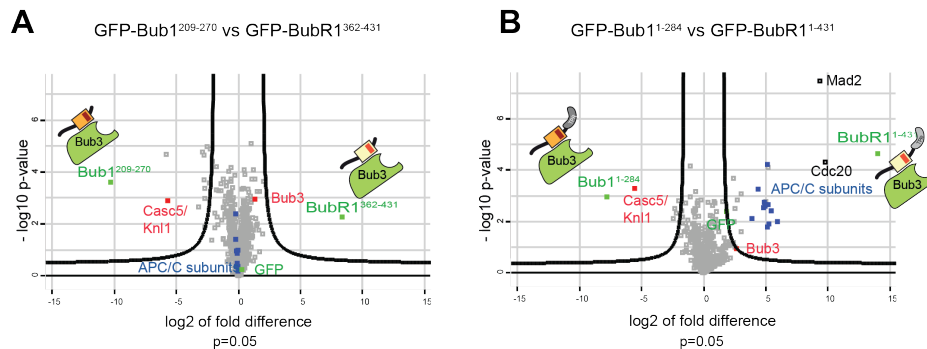 A
GFP-Bub1209-270 vs GFP-BubR1362-431
- log10 p-value
6
4
2
0
Bub3
Bub1209-270
Casc5/
Knl1
Bub3
Bub3
BubR1362-431
APC/C subunits
GFP
-15
-10
-5
0
5
10
15
log2 of fold difference
p=0.05
B
GFP-Bub11-284 vs GFP-BubR11-431
- log10 p-value
6
4
2
0
Mad2
BubR11-43
Cdc20
Bub3
Bub11-284
Casc5/
Knl1
APC/C subunits
Bub3
GFP
Bub3
-15
-10
-5
0
5
10
15
log2 of fold difference
p=0.05